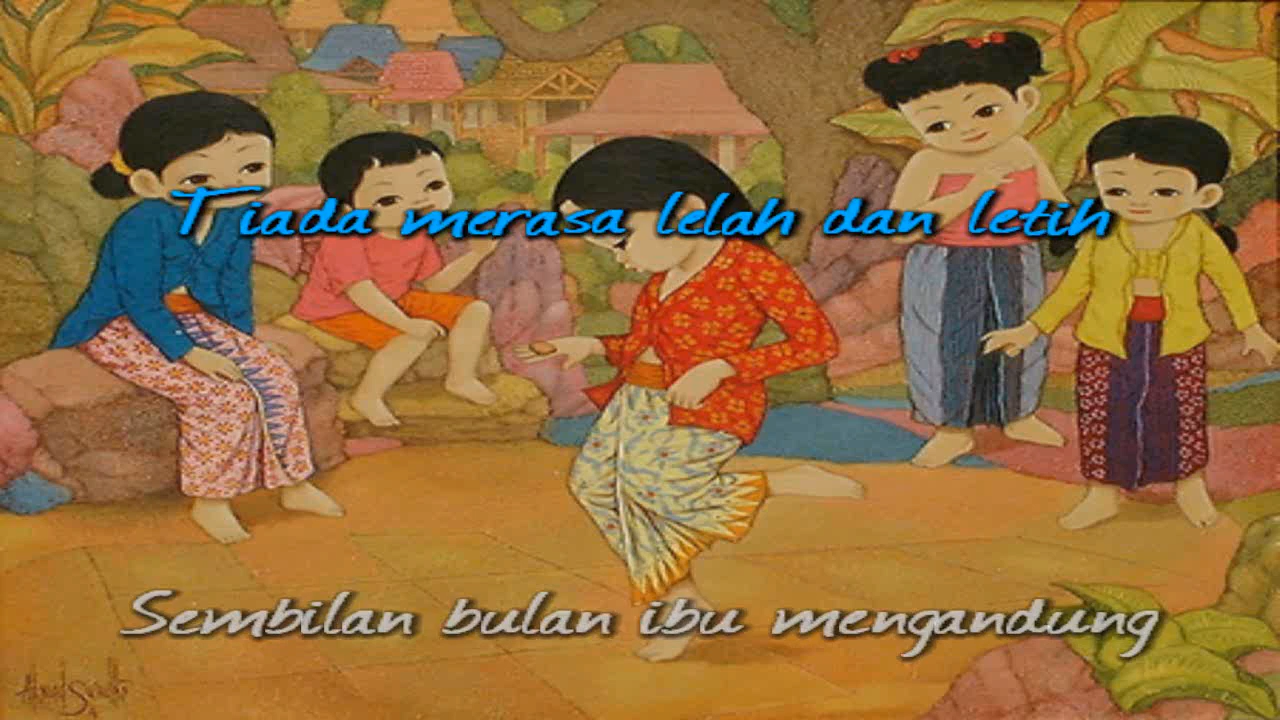 Tiada merasa lelah dan letih
Sembilan bulan ibu mengandung